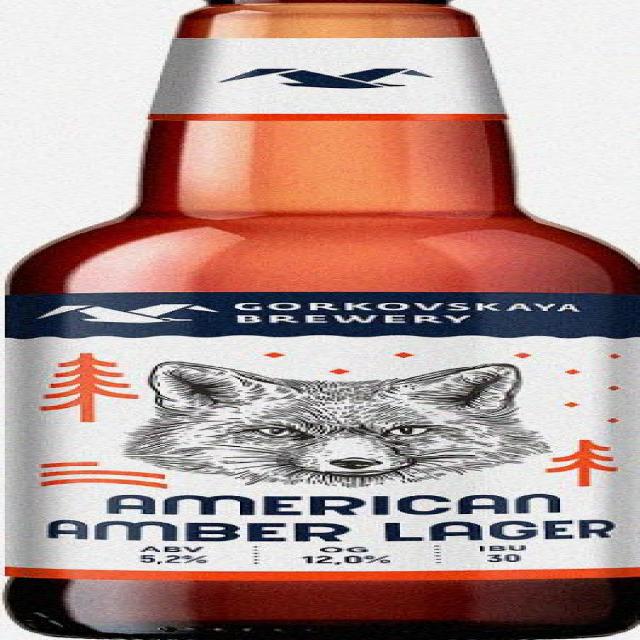 GORKOVSKAYA
BREWERY
AMERICAN
AMBER LAGER
ABV OG IBU
5,2% 12,0% 30